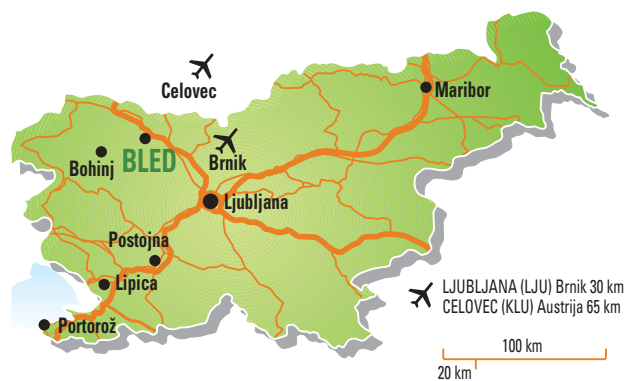 Celovec
Maribor
Brnik
BLED
Bohinj
Ljubljana
Postojna
Lipica
Portorož
LJUBLJANA (LJU) Brnik 30 km
CELOVEC (KLU) Austrija 65 km
100 km
20 km